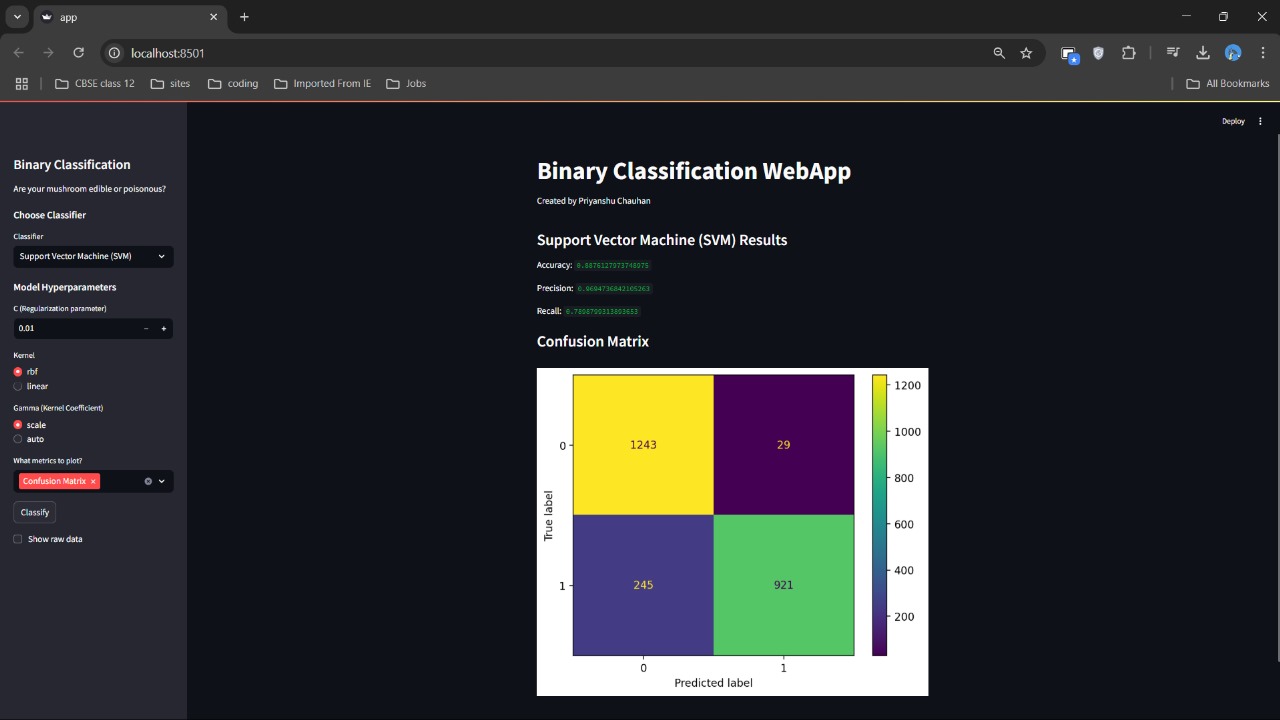 app
localhost:8501
CBSE class 12
sites
coding
Imported From IE
Jobs
All Bookmarks
Deploy
Binary Classification
Are your mushroom edible or poisonous?
Choose Classifier
Classifier
Support Vector Machine (SVM)
Model Hyperparameters
C (Regularization parameter)
0.01
Kernel
rbf
linear
Gamma (Kernel Coefficient)
scale
auto
What metrics to plot?
Confusion Matrix
Classify
Show raw data
Binary Classification WebApp
Created by Priyanshu Chauhan
Support Vector Machine (SVM) Results
Accuracy: 0.8876127973748975
Precision: 0.9694736842105263
Recall: 0.7898799313893653
Confusion Matrix
1243
29
245
921
0
1
True label
0
1
Predicted label
1200
1000
800
600
400
200